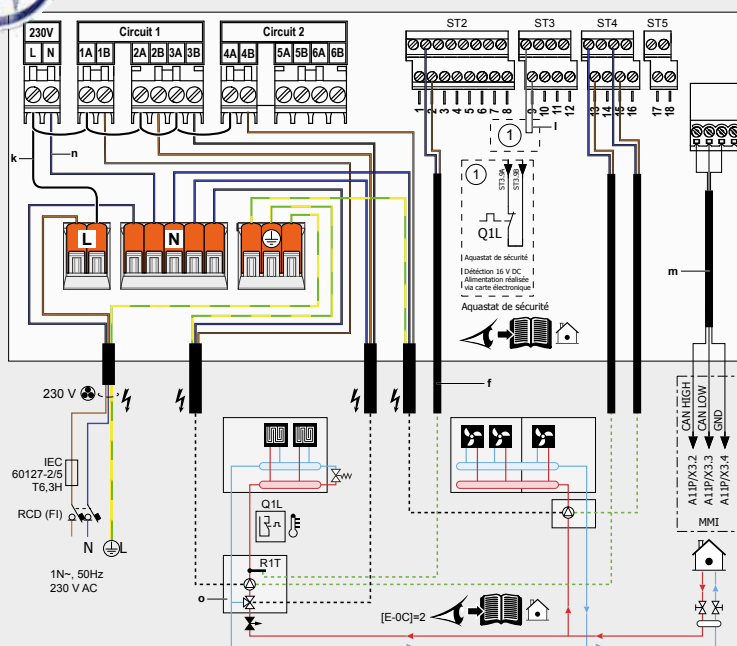 230V
Circuit 1
Circuit 2
ST2
ST3
ST4
ST5
L N
1A 1B
2A 2B 3A 3B
4A 4B
5A 5B 6A 6B
1
2
3
4
5
6
7
8
9
10
11
12
13
14
15
16
17
18
k
n
l
1
1
ST3.9A
ST3.9B
Q1L
Aquastat de sécurité
Détéction 16 V DC
Alimentation réalisée
via carte électronique
Aquastat de sécurité
L
N
m
f
230 V
CAN HIGH
CAN LOW
GND
A11P/X3.2
A11P/X3.3
A11P/X3.4
MMI
IEC
60127-2/5
T6,3H
RCD (FI)
N
L
1N~, 50Hz
230 V AC
Q1L
R1T
o
[E-0C]=2